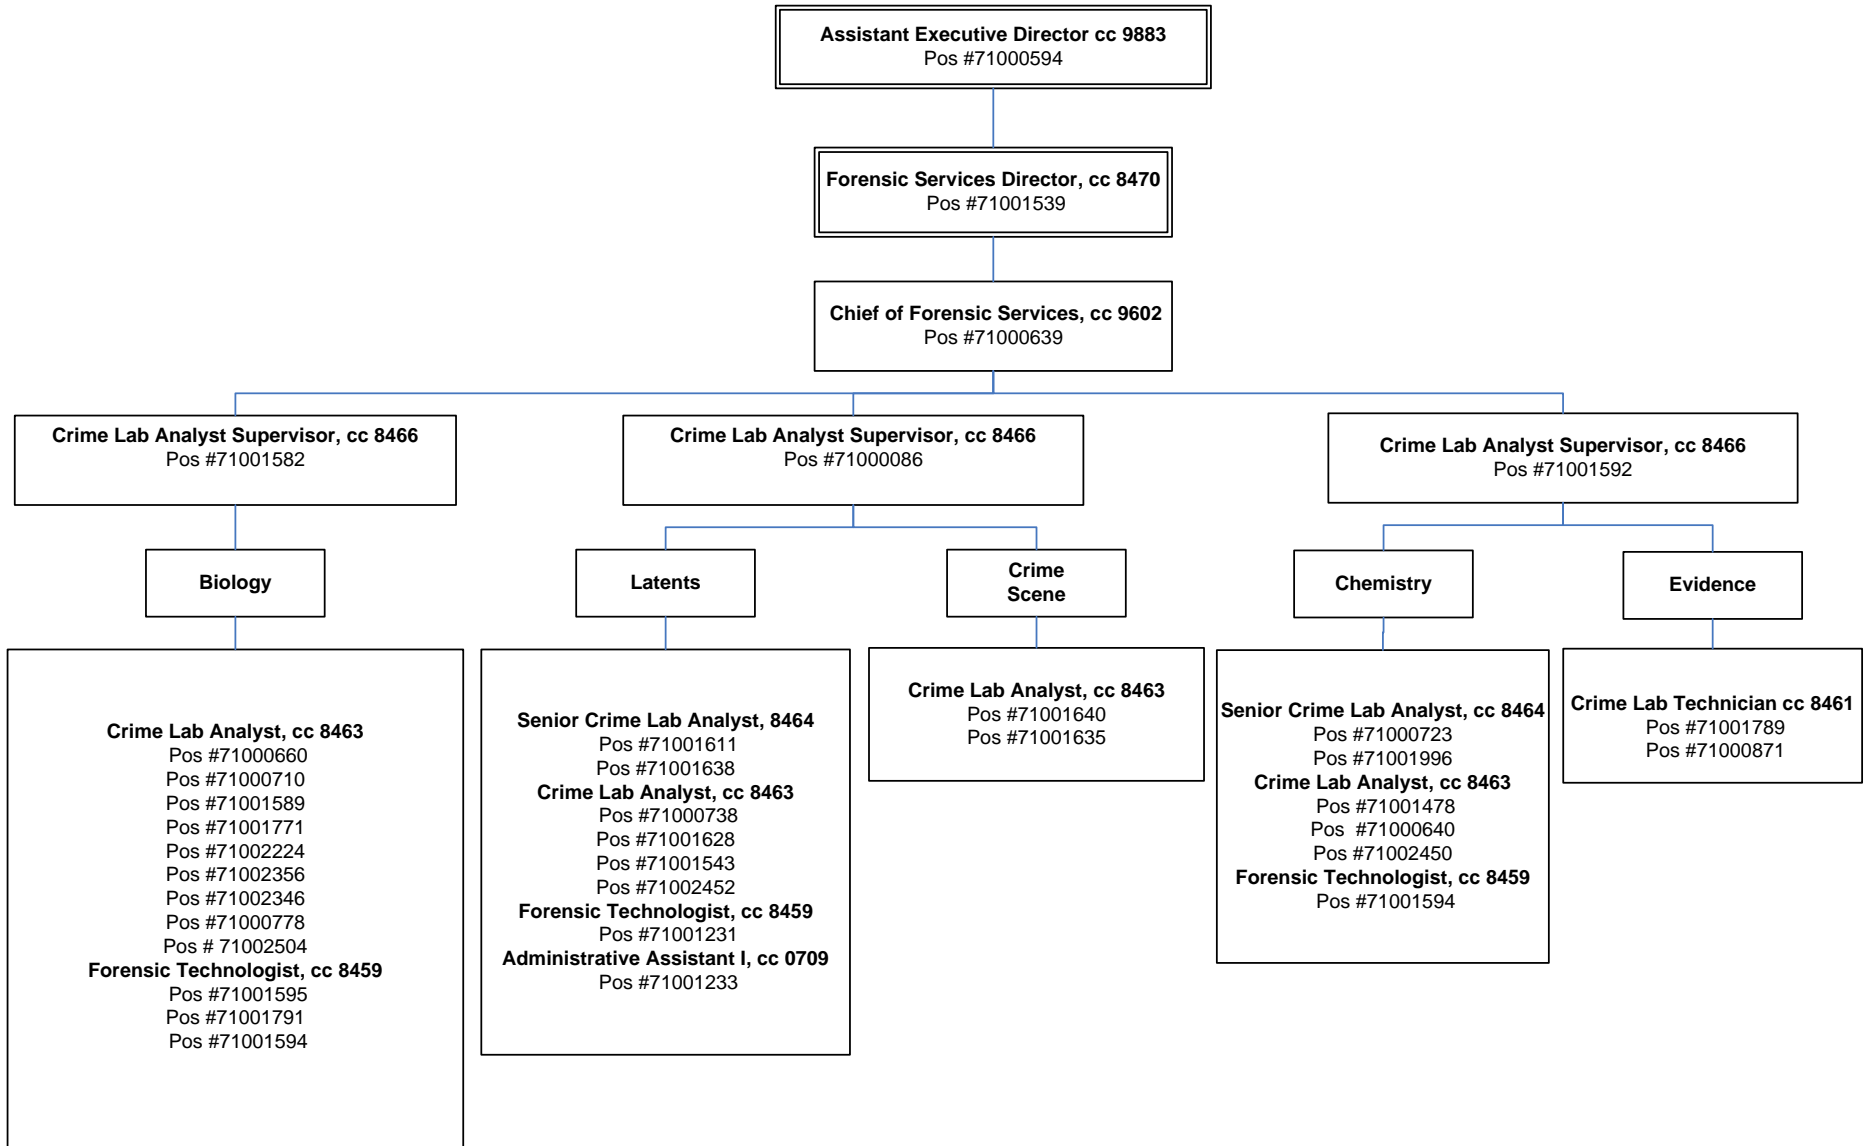 Assistant Executive Director cc 9883
Pos #71000594
Forensic Services Director, cc 8470
Pos #71001539
Chief of Forensic Services, cc 9602
Pos #71000639
Crime Lab Analyst Supervisor, cc 8466
Pos #71001582
Crime Lab Analyst Supervisor, cc 8466
Pos #71000086
Crime Lab Analyst Supervisor, cc 8466
Pos #71001592
Biology
Latents
Crime
Scene
Chemistry
Evidence
Crime Lab Analyst, cc 8463
Pos #71000660
Pos #71000710
Pos #71001589
Pos #71001771
Pos #71002224
Pos #71002356
Pos #71002346
Pos #71000778
Pos # 71002504
Forensic Technologist, cc 8459
Pos #71001595
Pos #71001791
Pos #71001594
Senior Crime Lab Analyst, 8464
Pos #71001611
Pos #71001638
Crime Lab Analyst, cc 8463
Pos #71000738
Pos #71001628
Pos #71001543
Pos #71002452
Forensic Technologist, cc 8459
Pos #71001231
Administrative Assistant I, cc 0709
Pos #71001233
Crime Lab Analyst, cc 8463
Pos #71001640
Pos #71001635
Senior Crime Lab Analyst, cc 8464
Pos #71000723
Pos #71001996
Crime Lab Analyst, cc 8463
Pos #71001478
Pos  #71000640
Pos #71002450
Forensic Technologist, cc 8459
Pos #71001594
Crime Lab Technician cc 8461
Pos #71001789
Pos #71000871